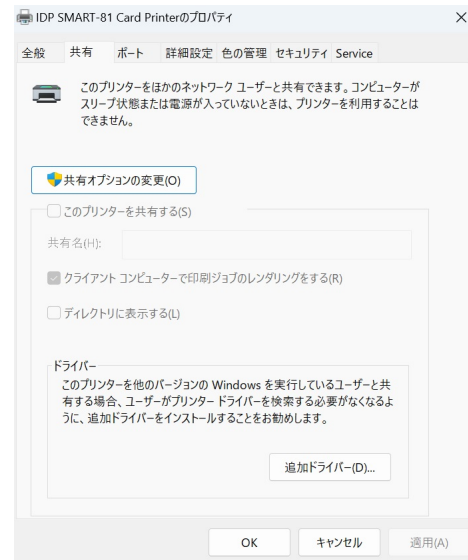 IDP SMART-81 Card Printerのプロパティ
全般 共有 ポート 詳細設定 色の管理 セキュリティ Service
このプリンターをほかのネットワーク ユーザーと共有できます。コンピューターが
スリープ状態または電源が入っていないときは、プリンターを利用することは
できません。
共有オプションの変更(O)
このプリンターを共有する(S)
共有名(H):
クライアント コンピューターで印刷ジョブのレンダリングをする(R)
ディレクトリに表示する(L)
ドライバー
このプリンターを他のバージョンの Windows を実行しているユーザーと共
有する場合、ユーザーがプリンター ドライバーを検索する必要がなくなるよ
うに、追加ドライバーをインストールすることをお勧めします。
追加ドライバー(D)...
OK キャンセル 適用(A)